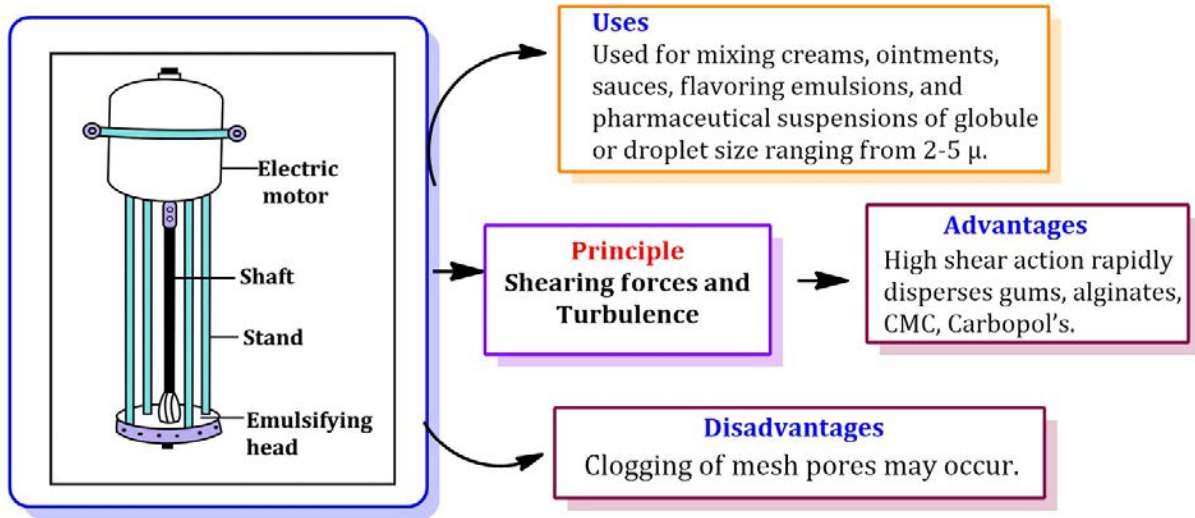 Electric
motor
Shaft
Stand
Emulsifying
head
Uses
Used for mixing creams, ointments,
sauces, flavoring emulsions, and
pharmaceutical suspensions of globule
or droplet size ranging from 2-5 μ.
Principle
Shearing forces and
Turbulence
Advantages
High shear action rapidly
disperses gums, alginates,
CMC, Carbopol's.
Disadvantages
Clogging of mesh pores may occur.